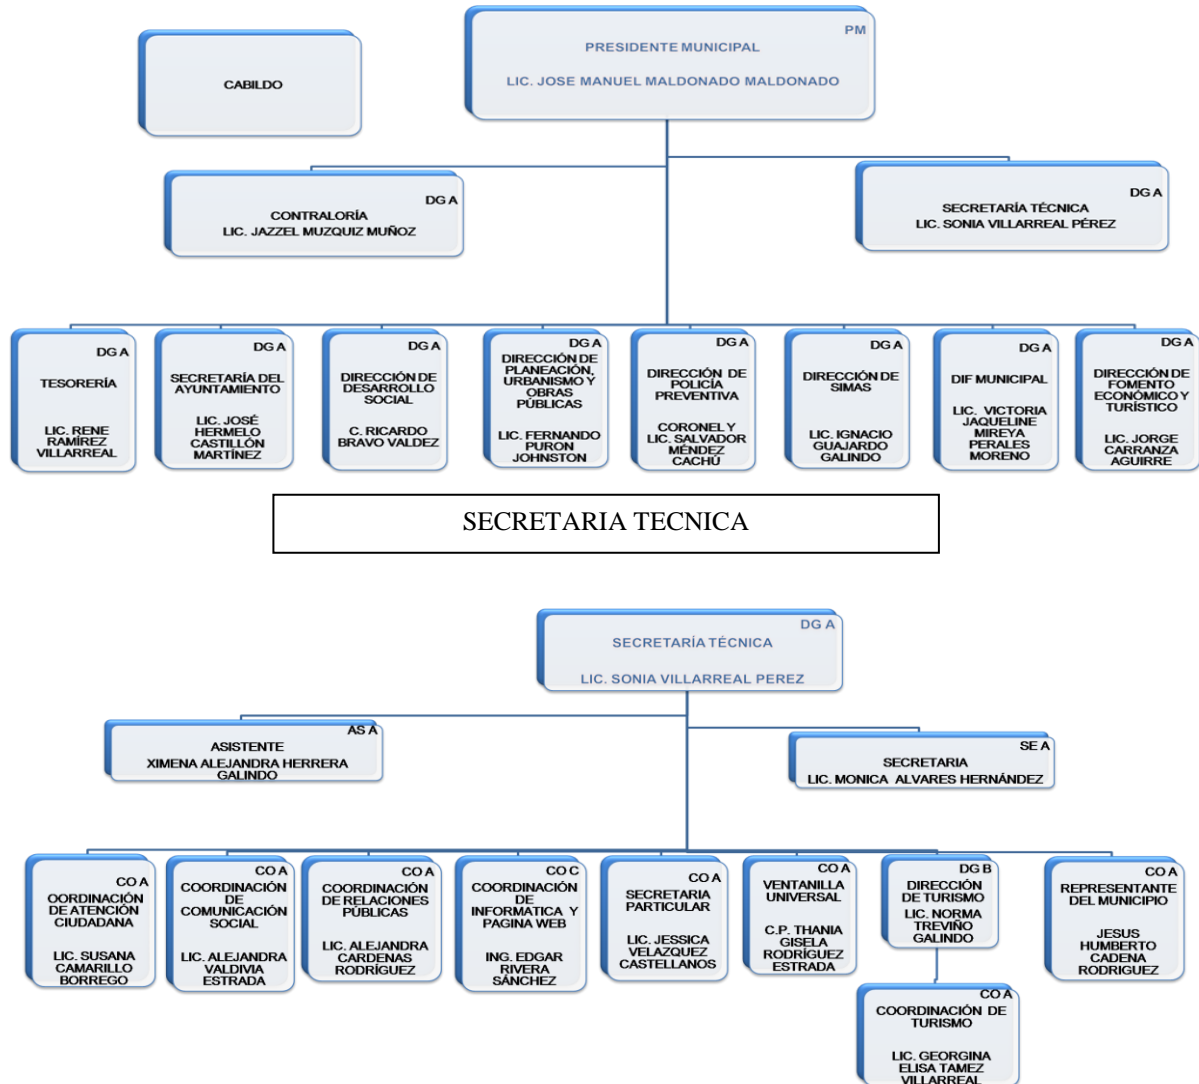 CABILDO
PM
PRESIDENTE MUNICIPAL
LIC. JOSE MANUEL MALDONADO MALDONADO
DG A
CONTRALORÍA
LIC. JAZZEL MUZQUIZ MUÑOZ
DG A
SECRETARÍA TÉCNICA
LIC. SONIA VILLARREAL PÉREZ
DG A
TESORERÍA
LIC. RENE
RAMÍREZ
VILLARREAL
DG A
SECRETARÍA DEL
AYUNTAMIENTO
LIC. JOSÉ
HERMELO
CASTILLÓN
MARTÍNEZ
DG A
DIRECCIÓN DE
DESARROLLO
SOCIAL
C. RICARDO
BRAVO VALDEZ
DG A
DIRECCIÓN DE
PLANEACIÓN,
URBANISMO Y
OBRAS
PÚBLICAS
LIC. FERNANDO
PURON
JOHNSTON
DG A
DIRECCIÓN DE
POLICÍA
PREVENTIVA
CORONEL Y
LIC. SALVADOR
MÉNDEZ
CACHÚ
DG A
DIRECCIÓN DE
SIMAS
LIC. IGNACIO
GUAJARDO
GALINDO
DG A
DIF MUNICIPAL
LIC. VICTORIA
JAQUELINE
MIREYA
PERALES
MORENO
DG A
DIRECCIÓN DE
FOMENTO
ECONÓMICO Y
TURÍSTICO
LIC. JORGE
CARRANZA
AGUIRRE
SECRETARIA TECNICA
DG A
SECRETARÍA TÉCNICA
LIC. SONIA VILLARREAL PEREZ
AS A
ASISTENTE
XIMENA ALEJANDRA HERRERA
GALINDO
SE A
SECRETARIA
LIC. MONICA ALVARES HERNÁNDEZ
CO A
OORDINACIÓN
DE ATENCIÓN
CIUDADANA
LIC. SUSANA
CAMARILLO
BORREGO
CO A
COORDINACIÓN
DE
COMUNICACIÓN
SOCIAL
LIC. ALEJANDRA
VALDIVIA
ESTRADA
CO A
COORDINACIÓN
DE RELACIONES
PÚBLICAS
LIC. ALEJANDRA
CARDENAS
RODRÍGUEZ
CO C
COORDINACIÓN
DE
INFORMATICA Y
PAGINA WEB
ING. EDGAR
RIVERA
SÁNCHEZ
CO A
SECRETARIA
PARTICULAR
LIC. JESSICA
VELAZQUEZ
CASTELLANOS
CO A
VENTANILLA
UNIVERSAL
C.P. THANIA
GISELA
RODRÍGUEZ
ESTRADA
DG B
DIRECCIÓN
DE TURISMO
LIC. NORMA
TREVIÑO
GALINDO
CO A
REPRESENTANTE
DEL MUNICIPIO
JESUS
HUMBERTO
CADENA
RODRIGUEZ
CO A
COORDINACIÓN DE
TURISMO
LIC. GEORGINA
ELISA TAMEZ
VILLARREAL